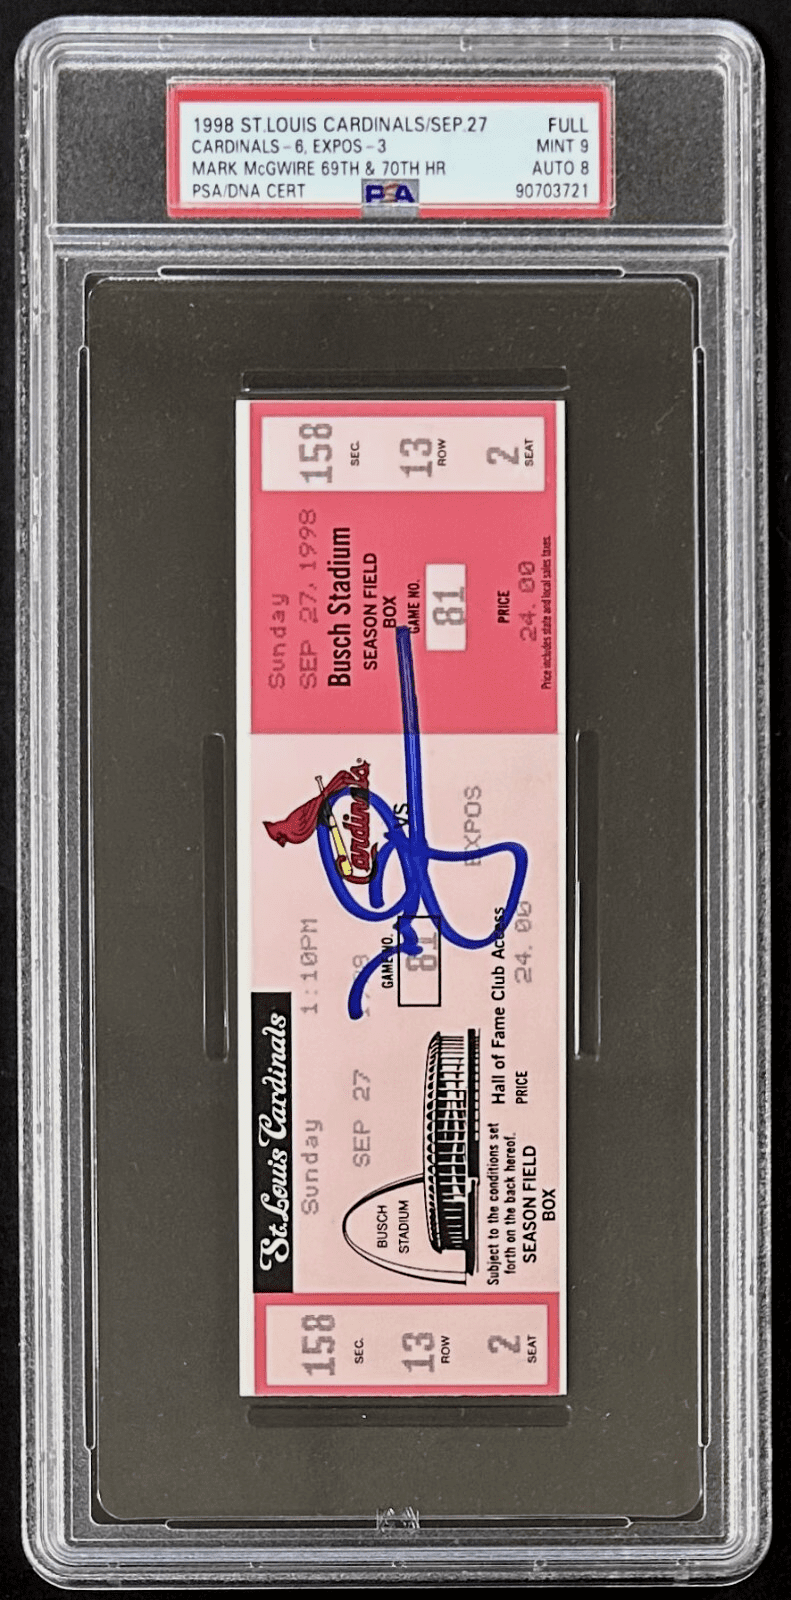 1998 ST.LOUIS CARDINALS/SEP.27 FULL
CARDINALS-6, EXPOS-3 MINT 9
MARK McGWIRE 69TH & 70TH HR AUTO 8
PSA/DNA CERT PSA 90703721
158 SEC.
13 ROW
2 SEAT
Sunday
SEP 27, 1998
Busch Stadium
SEASON FIELD
BOX
GAME NO.
81
PRICE
24.00
Price includes state and local sales taxes.
St. Louis Cardinals
Sunday 1:10PM
SEP 27
Cardinals
VS
EXPOS
GAME NO.
81
BUSCH
STADIUM
Hall of Fame Club Access
PRICE 24.00
Subject to the conditions set
forth on the back hereof.
SEASON FIELD
BOX
158 SEC.
13 ROW
2 SEAT